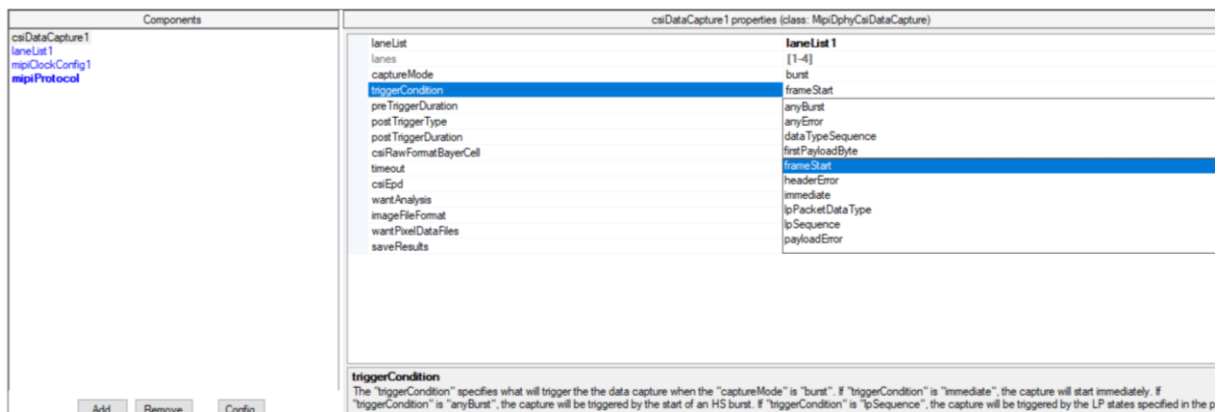 Components
csiDataCapture1
laneList1
mipiClockConfig1
mipiProtocol
Add Remove Config
csiDataCapture1 properties (class: MipiDphyCsiDataCapture)
laneList laneList1
lanes [1-4]
captureMode burst
triggerCondition frameStart
preTriggerDuration
postTriggerType
postTriggerDuration
csiRawFormatBayerCell
timeout
csiEpd
wantAnalysis
imageFileFormat
wantPixelDataFiles
saveResults
anyBurst
anyError
dataTypeSequence
firstPayloadByte
frameStart
headerError
immediate
lpPacketDataType
lpSequence
payloadError
triggerCondition
The "triggerCondition" specifies what will trigger the the data capture when the "captureMode" is "burst". If "triggerCondition" is "immediate", the capture will start immediately. If
"triggerCondition" is "anyBurst", the capture will be triggered by the start of an HS burst. If "triggerCondition" is "lpSequence", the capture will be triggered by the LP states specified in the p